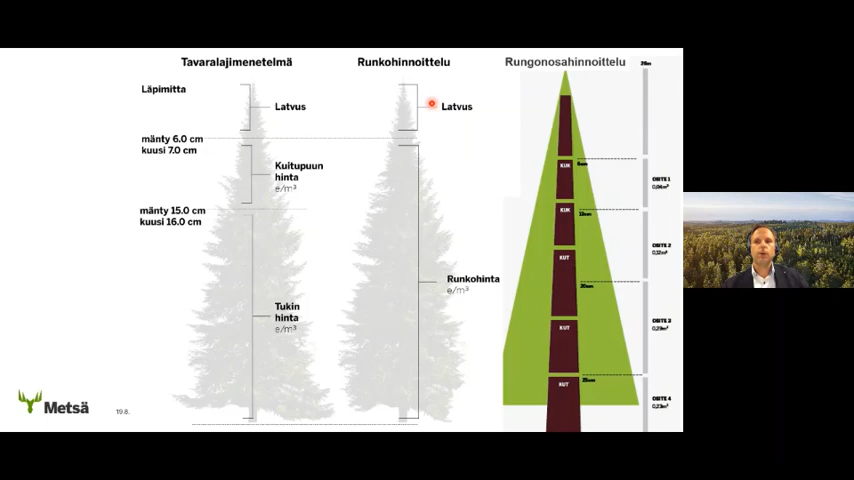 Tavaralajimenetelmä
Läpimitta
Latvus
mänty 6.0 cm
kuusi 7.0 cm
Kuitupuun
hinta
e/m³
mänty 15.0 cm
kuusi 16.0 cm
Tukin
hinta
e/m³
Runkohinnoittelu
Latvus
Runkohinta
e/m³
Rungonosahinnoittelu
KUK
KUK
KUT
KUT
KUT
OSITE 1
OSITE 2
OSITE 3
OSITE 4
Metsä
19.8.